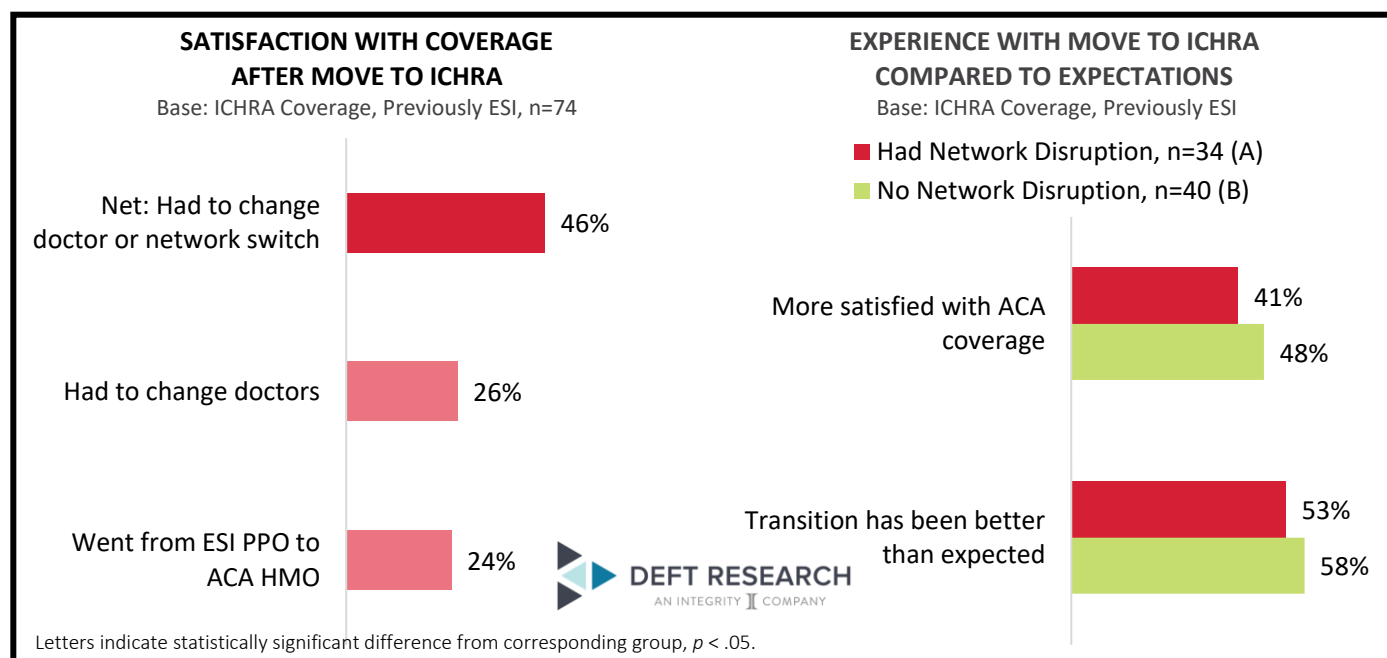 SATISFACTION WITH COVERAGE
AFTER MOVE TO ICHRA
Base: ICHRA Coverage, Previously ESI, n=74
Net: Had to change
doctor or network switch
46%
Had to change doctors
26%
Went from ESI PPO to
ACA HMO
24%
EXPERIENCE WITH MOVE TO ICHRA
COMPARED TO EXPECTATIONS
Base: ICHRA Coverage, Previously ESI
Had Network Disruption, n=34 (A)
No Network Disruption, n=40 (B)
More satisfied with ACA
coverage
41%
48%
Transition has been better
than expected
53%
58%
DEFT RESEARCH
AN INTEGRITY COMPANY
Letters indicate statistically significant difference from corresponding group, p < .05.